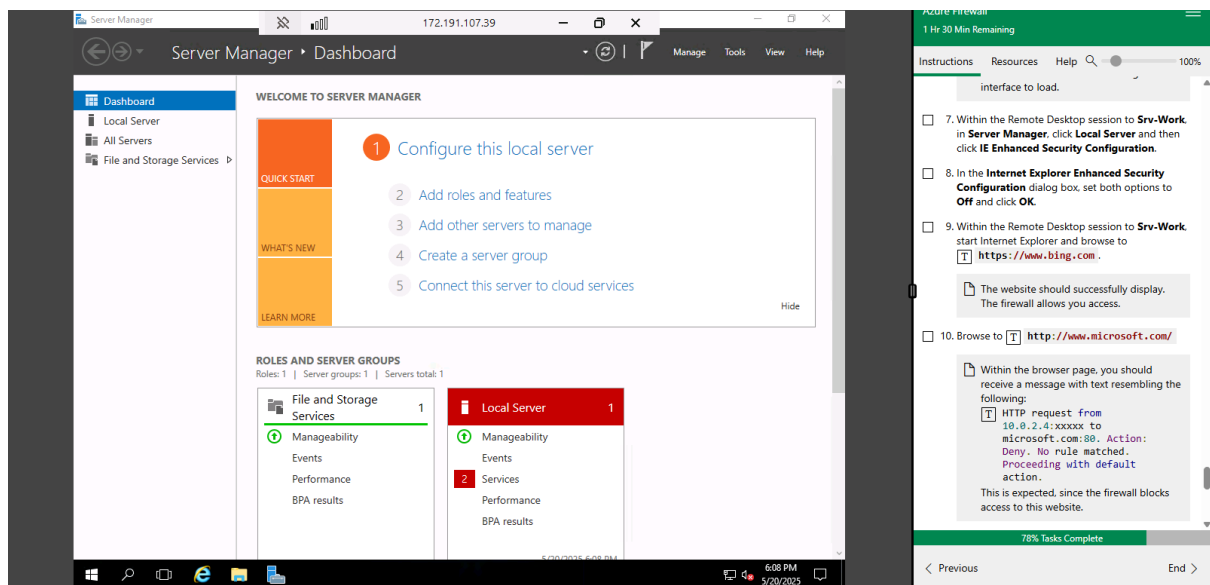 Server Manager
172.191.107.39
Server Manager • Dashboard
Manage Tools View Help
Dashboard
Local Server
All Servers
File and Storage Services
WELCOME TO SERVER MANAGER
QUICK START
WHAT'S NEW
LEARN MORE
1 Configure this local server
2 Add roles and features
3 Add other servers to manage
4 Create a server group
5 Connect this server to cloud services
Hide
ROLES AND SERVER GROUPS
Roles: 1 | Server groups: 1 | Servers total: 1
File and Storage
Services
1
Manageability
Events
Performance
BPA results
Local Server 1
Manageability
Events
2 Services
Performance
BPA results
5/20/2025 6:08 PM
6:08 PM
5/20/2025
Azure Firewall
1 Hr 30 Min Remaining
Instructions Resources Help 100%
interface to load.
7. Within the Remote Desktop session to Srv-Work,
in Server Manager, click Local Server and then
click IE Enhanced Security Configuration.
8. In the Internet Explorer Enhanced Security
Configuration dialog box, set both options to
Off and click OK.
9. Within the Remote Desktop session to Srv-Work,
start Internet Explorer and browse to
T https://www.bing.com .
The website should successfully display.
The firewall allows you access.
10. Browse to T http://www.microsoft.com/
Within the browser page, you should
receive a message with text resembling the
following:
T HTTP request from
10.0.2.4:xxxxx to
microsoft.com:80. Action:
Deny. No rule matched.
Proceeding with default
action.
This is expected, since the firewall blocks
access to this website.
78% Tasks Complete
< Previous
End >